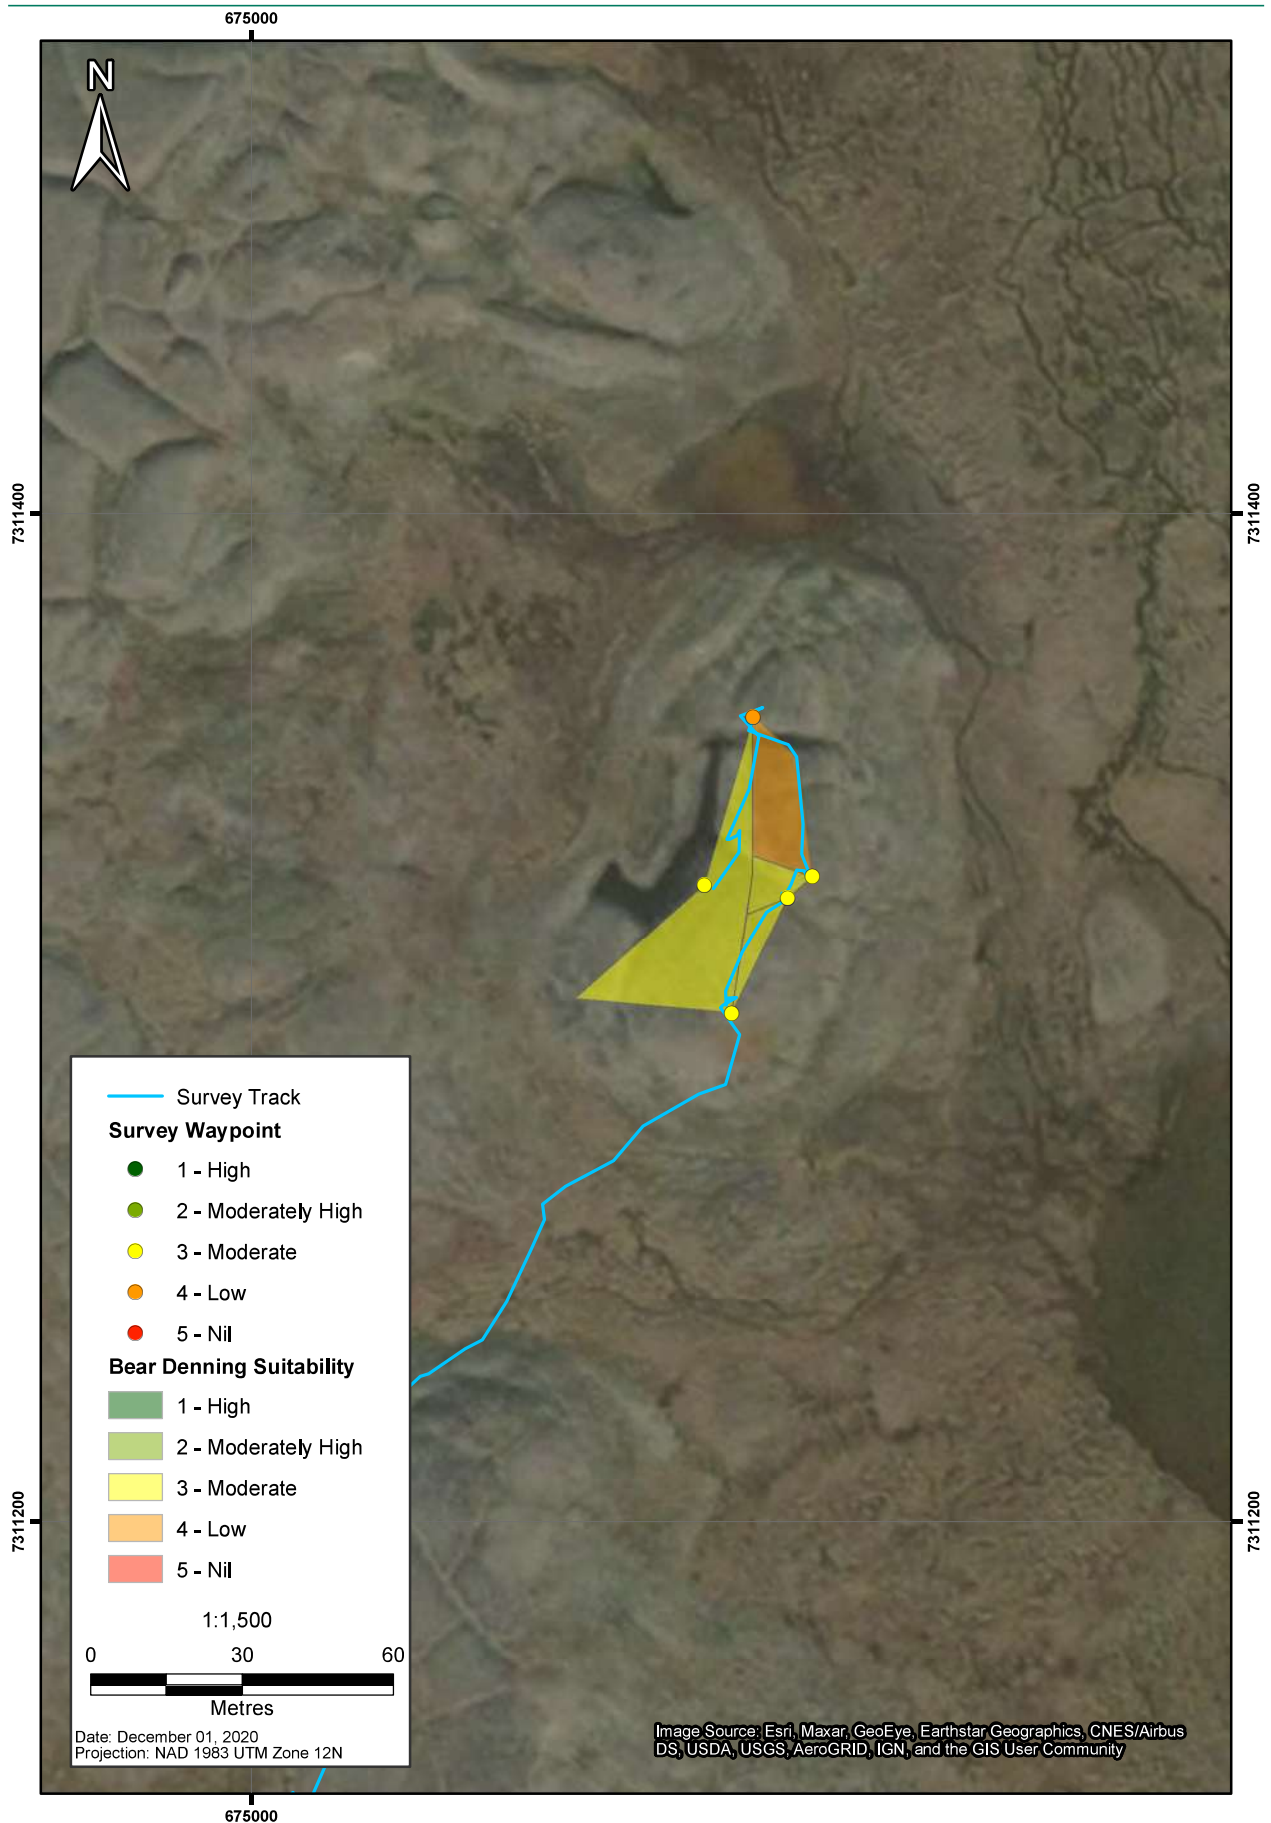 675000
N
7311400
7311400
Survey Track
Survey Waypoint
1 - High
2 - Moderately High
3 - Moderate
4 - Low
5 - Nil
Bear Denning Suitability
1 - High
2 - Moderately High
3 - Moderate
4 - Low
5 - Nil
7311200
7311200
1:1,500
0 30 60
Metres
Date: December 01, 2020
Projection: NAD 1983 UTM Zone 12N
Image Source: Esri, Maxar, GeoEye, Earthstar Geographics, CNES/Airbus
DS, USDA, USGS, AeroGRID, IGN, and the GIS User Community
675000